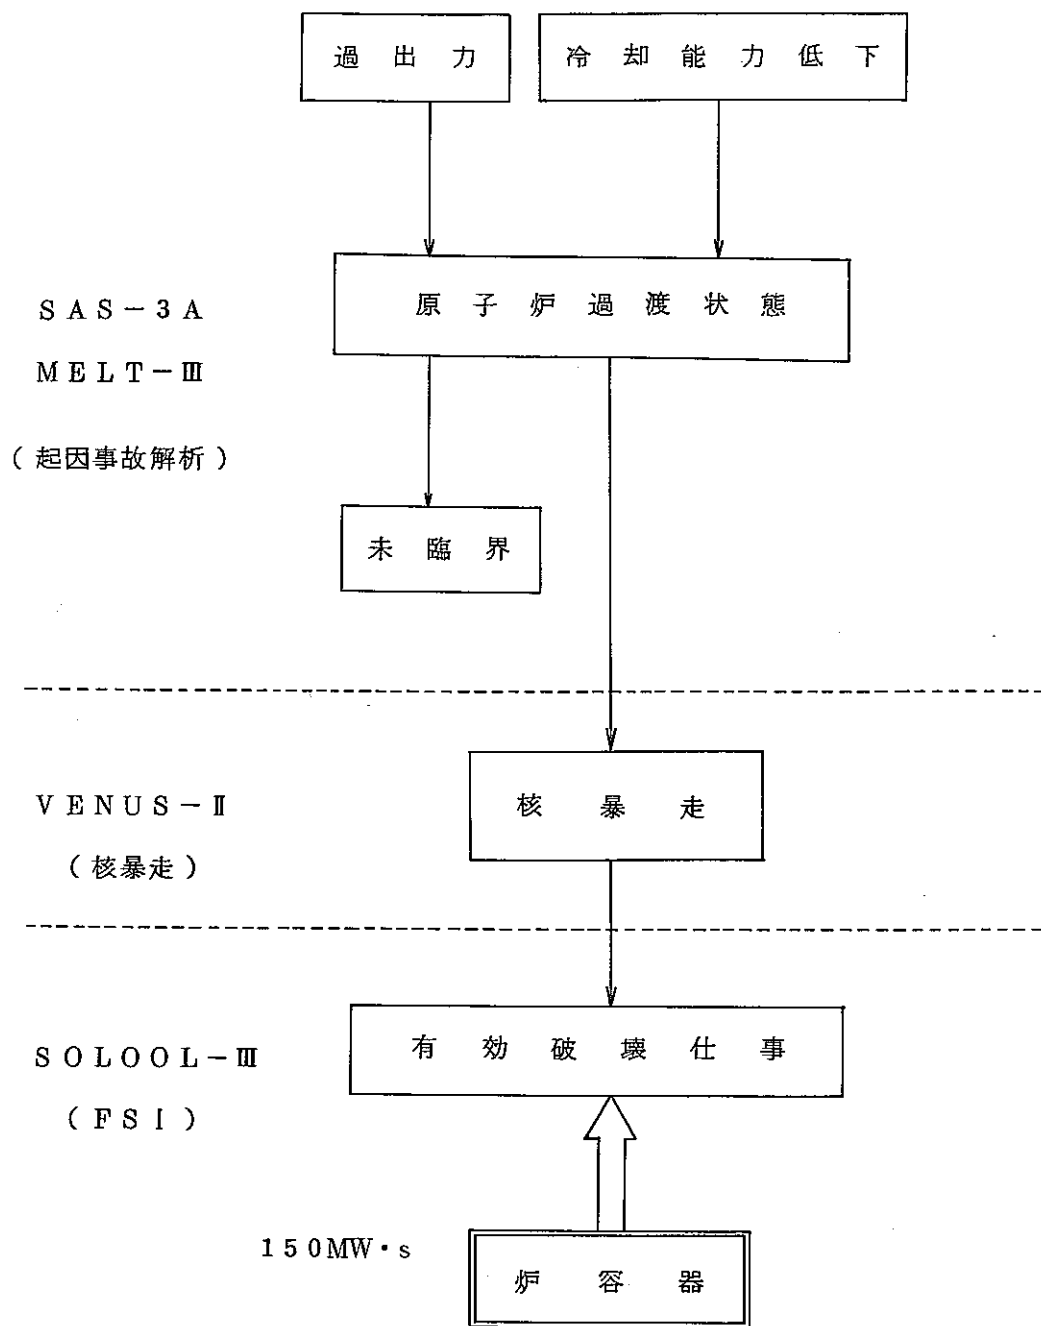 過出力
冷却能力低下
原子炉過渡状態
SAS-3A
MELT-Ⅲ
(起因事故解析)
未臨界
VENUS-Ⅱ
(核暴走)
核暴走
有効破壊仕事
SOLOOL-Ⅲ
(FSI)
150MW・s
炉容器